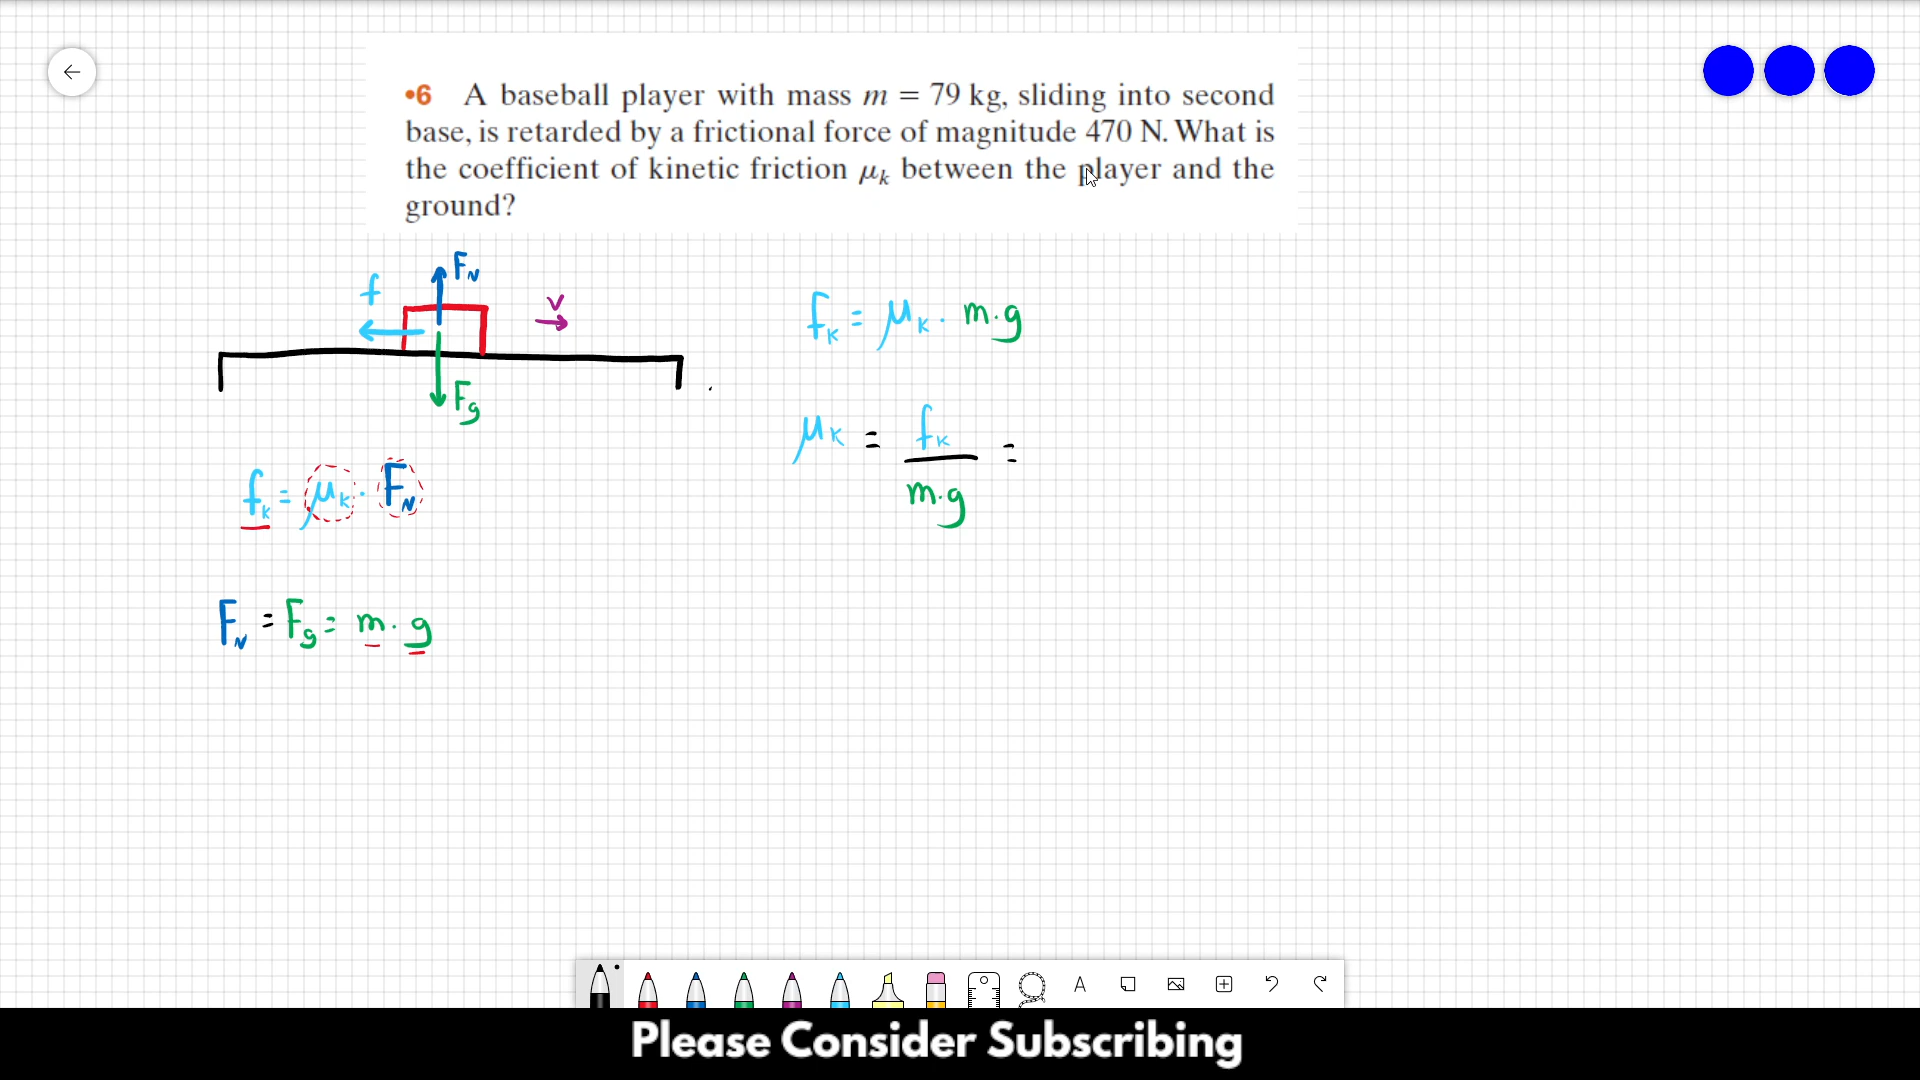 •6 A baseball player with mass m = 79 kg, sliding into second
base, is retarded by a frictional force of magnitude 470 N. What is
the coefficient of kinetic friction μk between the player and the
ground?
FN
f
v
Fg
fk = μk · FN
FN = Fg = m · g
fk = μk · m·g
μk = fk / m·g =
A
Please Consider Subscribing